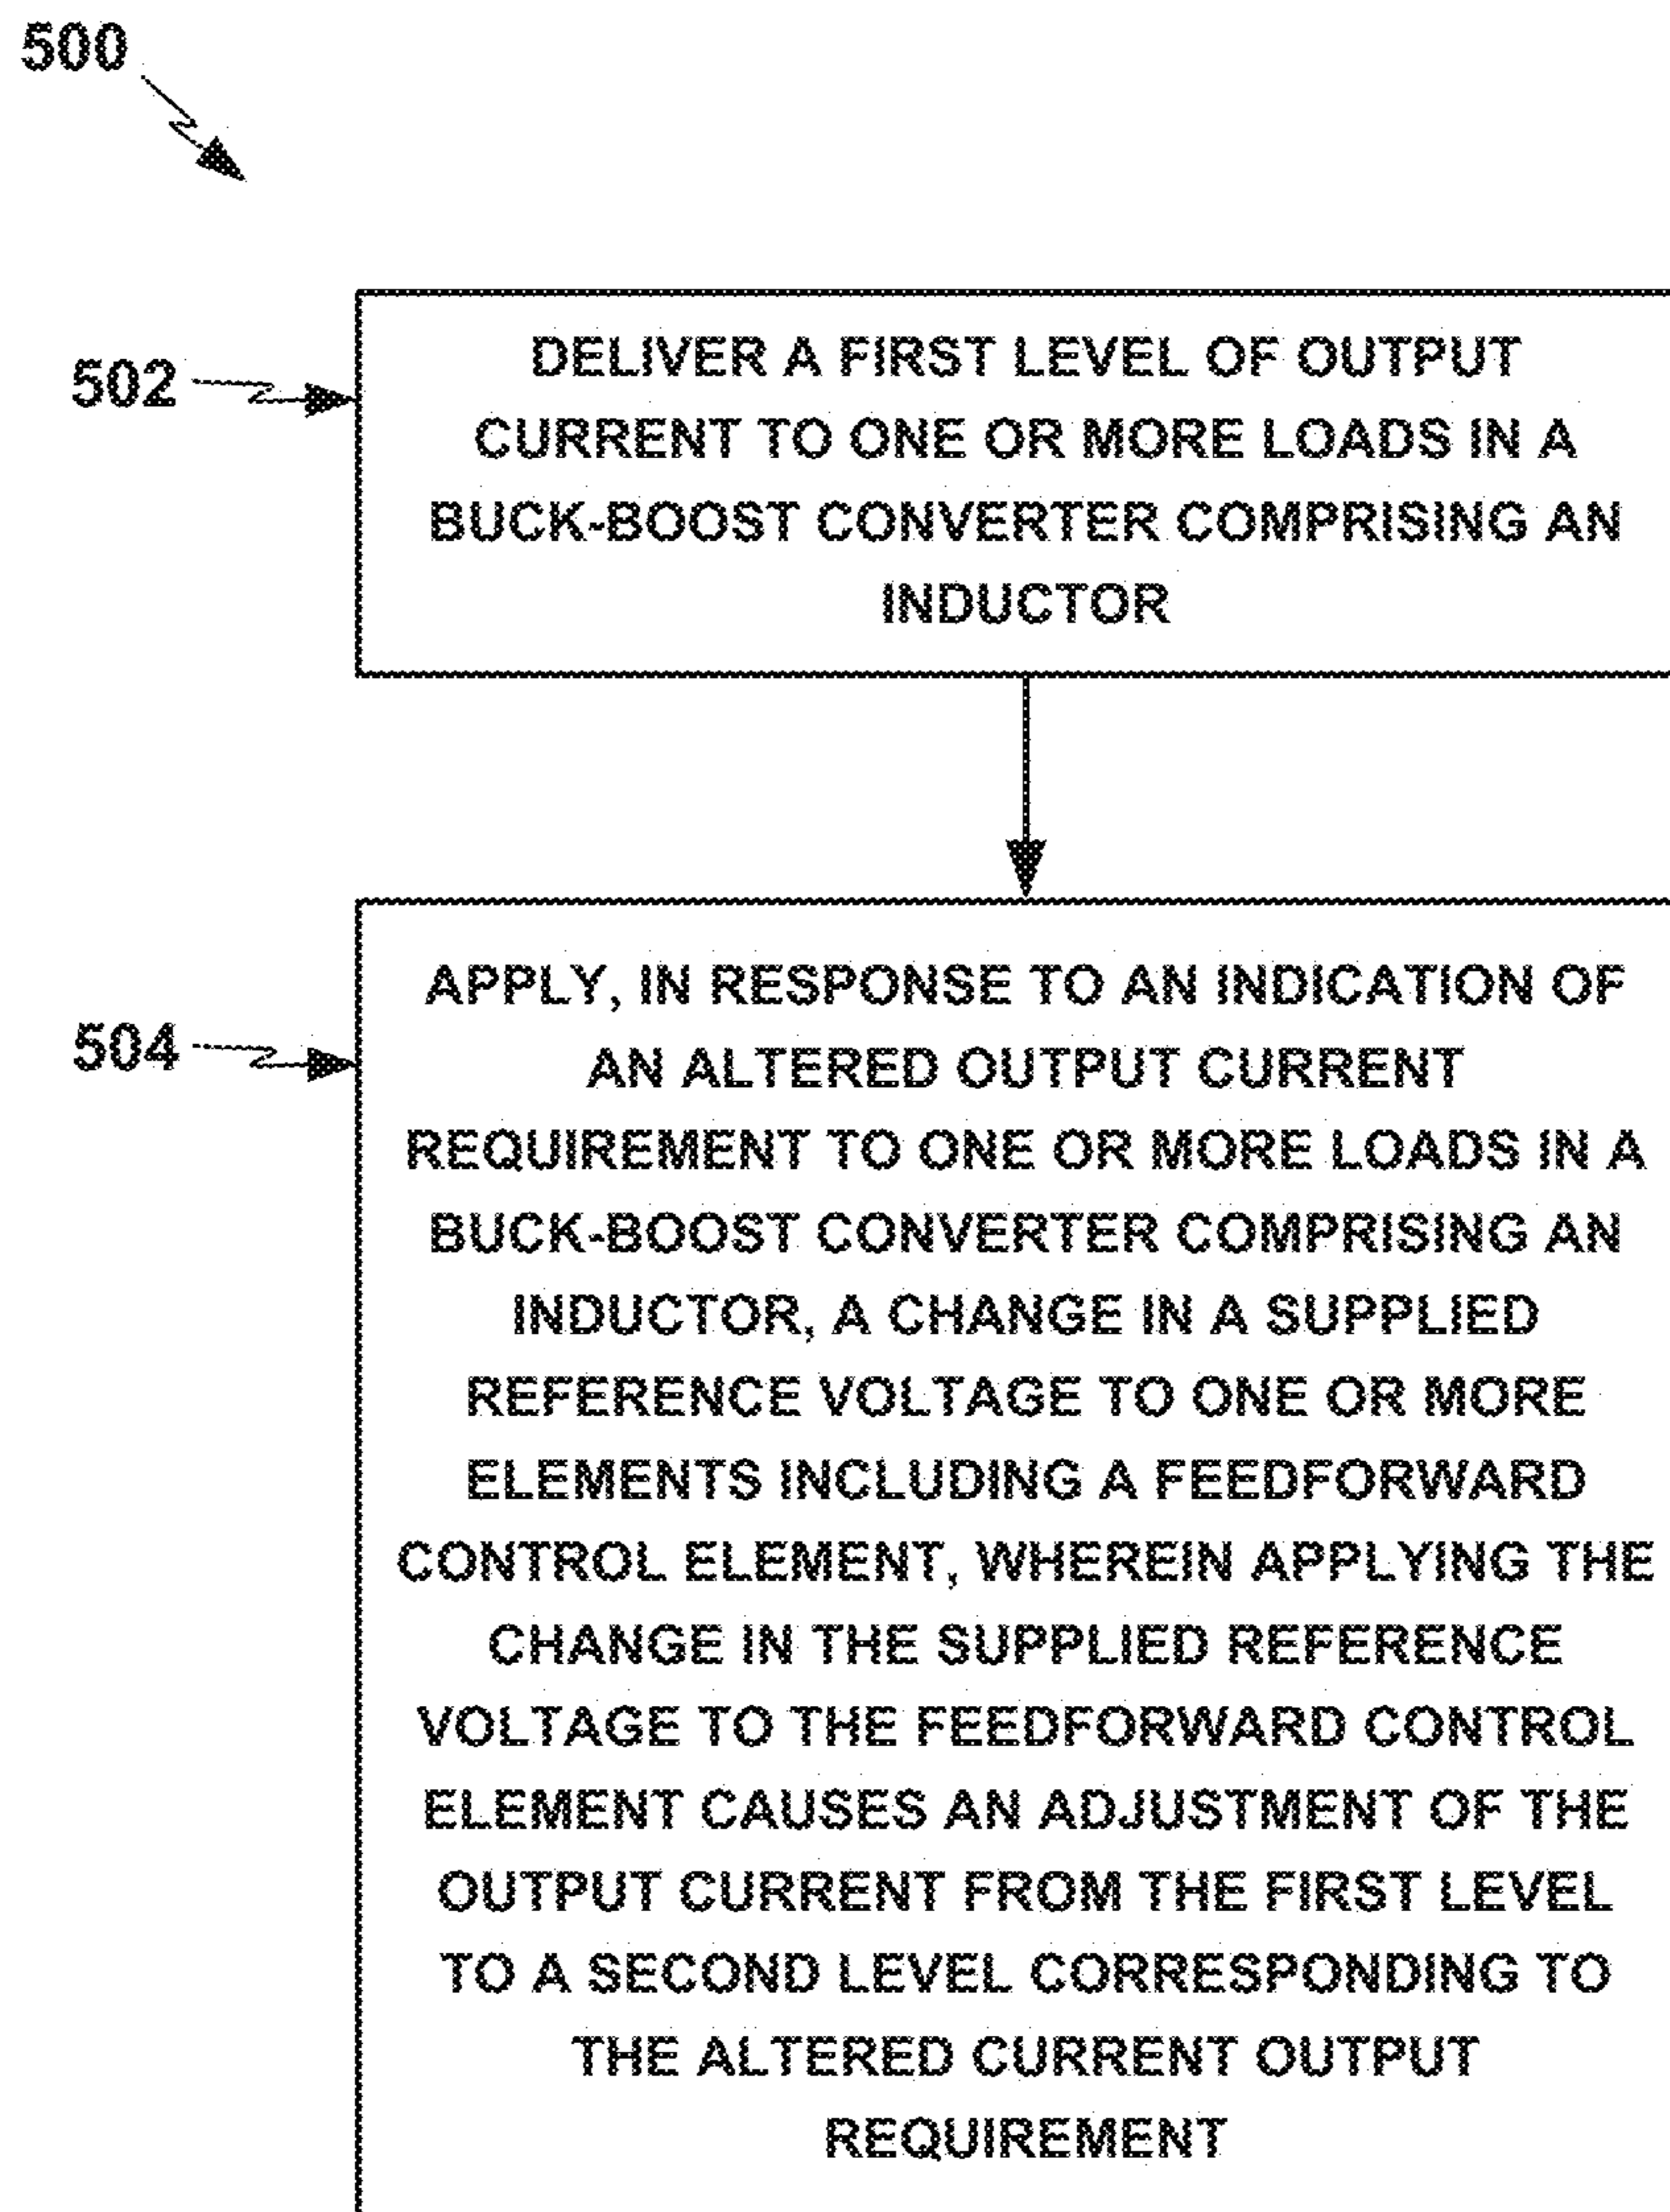 500
502
DELIVER A FIRST LEVEL OF OUTPUT
CURRENT TO ONE OR MORE LOADS IN A
BUCK-BOOST CONVERTER COMPRISING AN
INDUCTOR
504
APPLY, IN RESPONSE TO AN INDICATION OF
AN ALTERED OUTPUT CURRENT
REQUIREMENT TO ONE OR MORE LOADS IN A
BUCK-BOOST CONVERTER COMPRISING AN
INDUCTOR, A CHANGE IN A SUPPLIED
REFERENCE VOLTAGE TO ONE OR MORE
ELEMENTS INCLUDING A FEEDFORWARD
CONTROL ELEMENT, WHEREIN APPLYING THE
CHANGE IN THE SUPPLIED REFERENCE
VOLTAGE TO THE FEEDFORWARD CONTROL
ELEMENT CAUSES AN ADJUSTMENT OF THE
OUTPUT CURRENT FROM THE FIRST LEVEL
TO A SECOND LEVEL CORRESPONDING TO
THE ALTERED CURRENT OUTPUT
REQUIREMENT